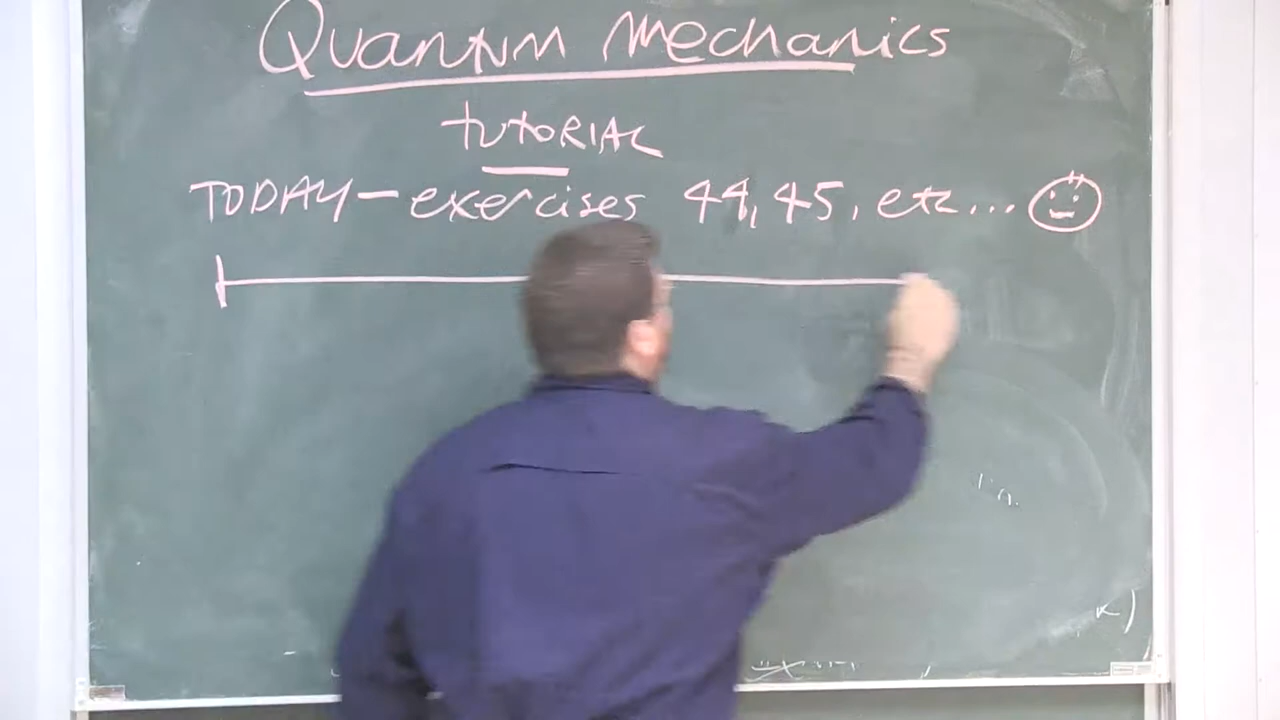 Quantum Mechanics
TUTORIAL
TODAY - exercises 44, 45, etc...